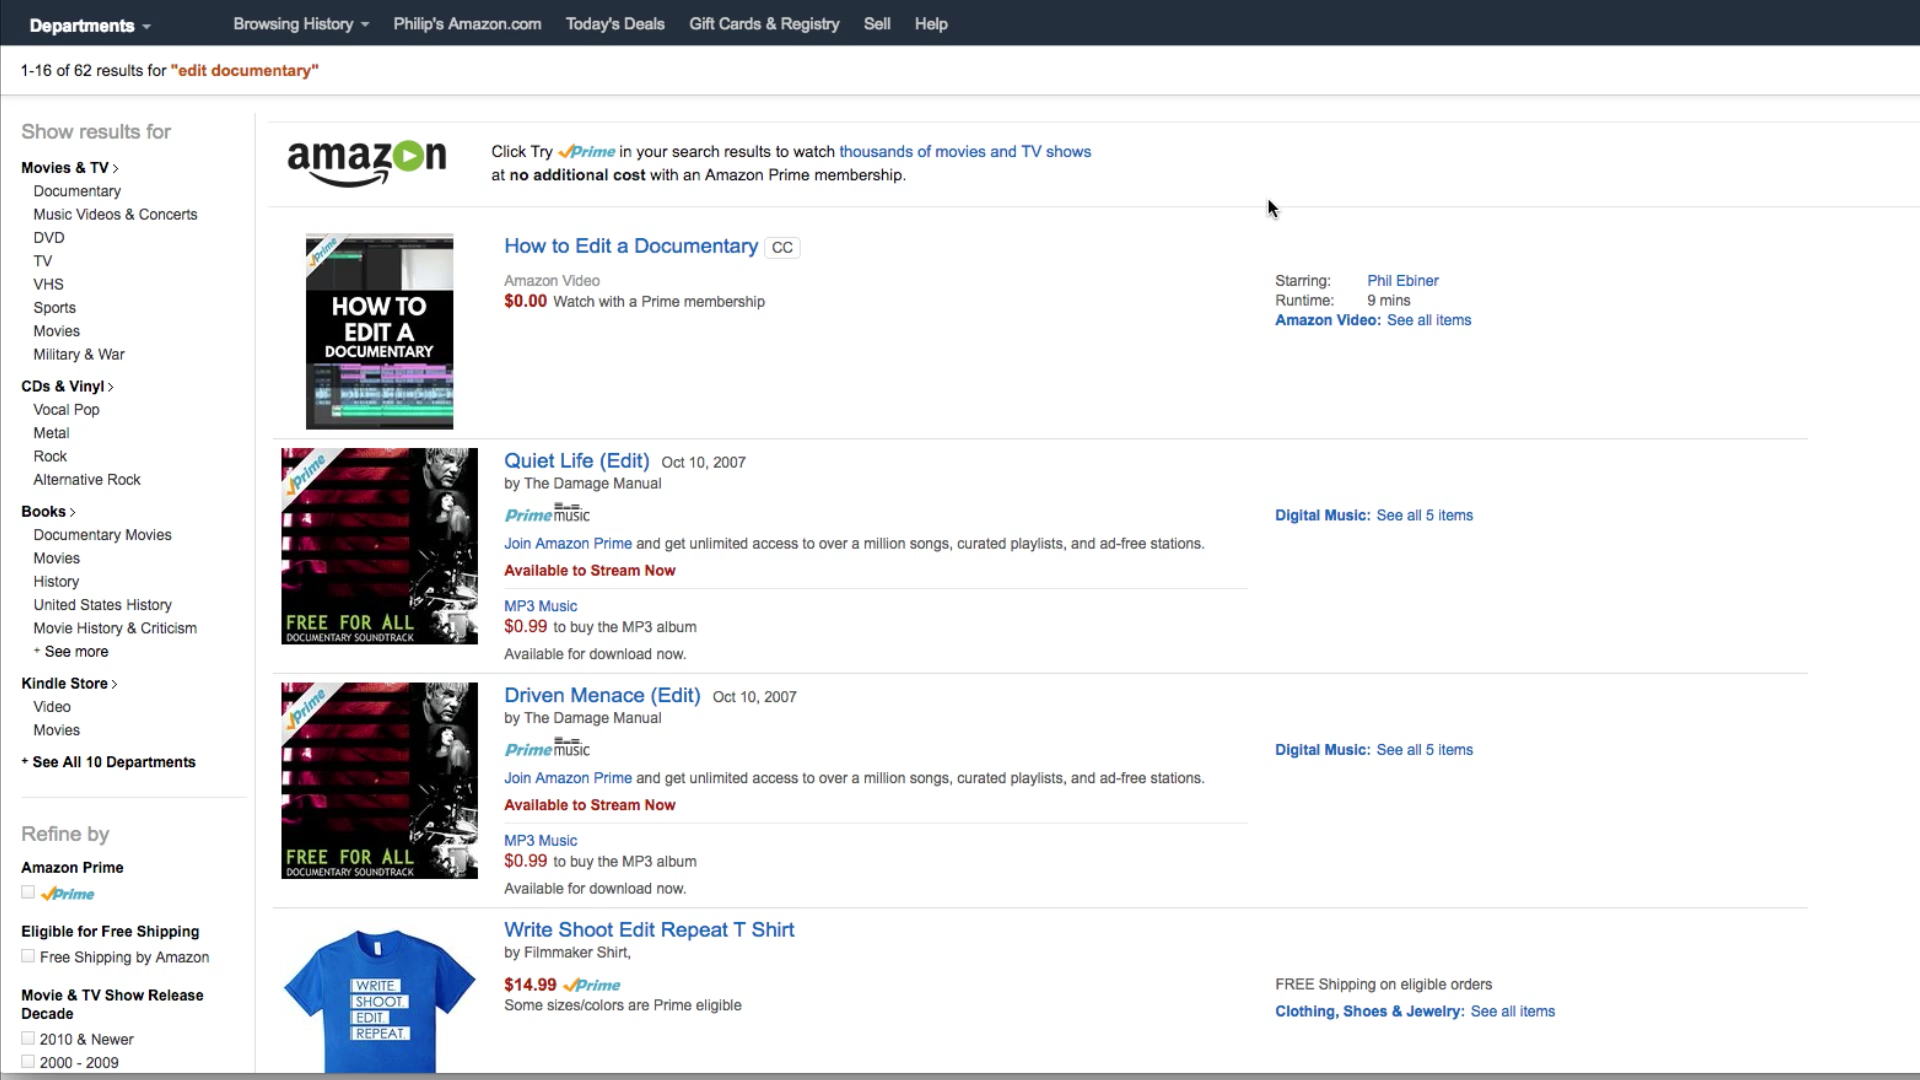 Departments
Browsing History
Philip's Amazon.com
Today's Deals
Gift Cards & Registry
Sell
Help
1-16 of 62 results for "edit documentary"
Show results for
Movies & TV
Documentary
Music Videos & Concerts
DVD
TV
VHS
Sports
Movies
Military & War
CDs & Vinyl
Vocal Pop
Metal
Rock
Alternative Rock
Books
Documentary Movies
Movies
History
United States History
Movie History & Criticism
+ See more
Kindle Store
Video
Movies
+ See All 10 Departments
Refine by
Amazon Prime
Prime
Eligible for Free Shipping
Free Shipping by Amazon
Movie & TV Show Release
Decade
2010 & Newer
2000 - 2009
amazon
Click Try Prime in your search results to watch thousands of movies and TV shows
at no additional cost with an Amazon Prime membership.
Prime
HOW TO
EDIT A
DOCUMENTARY
How to Edit a Documentary CC
Amazon Video
$0.00 Watch with a Prime membership
Starring: Phil Ebiner
Runtime: 9 mins
Amazon Video: See all items
Prime
FREE FOR ALL
DOCUMENTARY SOUNDTRACK
Quiet Life (Edit) Oct 10, 2007
by The Damage Manual
Prime music
Join Amazon Prime and get unlimited access to over a million songs, curated playlists, and ad-free stations.
Available to Stream Now
MP3 Music
$0.99 to buy the MP3 album
Available for download now.
Digital Music: See all 5 items
Prime
FREE FOR ALL
DOCUMENTARY SOUNDTRACK
Driven Menace (Edit) Oct 10, 2007
by The Damage Manual
Prime music
Join Amazon Prime and get unlimited access to over a million songs, curated playlists, and ad-free stations.
Available to Stream Now
MP3 Music
$0.99 to buy the MP3 album
Available for download now.
Digital Music: See all 5 items
WRITE.
SHOOT.
EDIT.
REPEAT.
Write Shoot Edit Repeat T Shirt
by Filmmaker Shirt,
$14.99 Prime
Some sizes/colors are Prime eligible
FREE Shipping on eligible orders
Clothing, Shoes & Jewelry: See all items